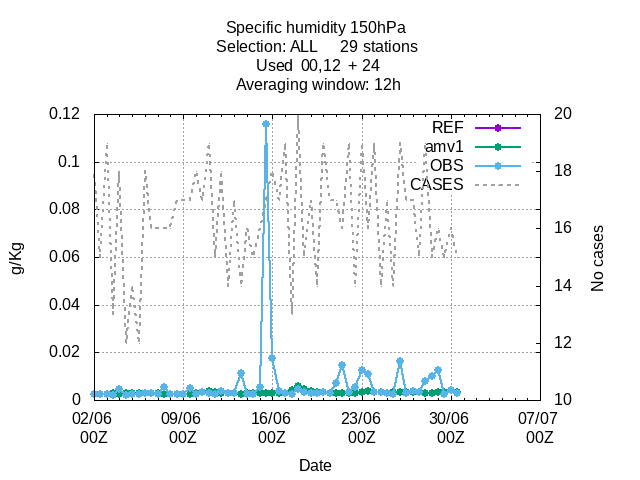 Specific humidity 150hPa
Selection: ALL     29 stations
Used  00,12  + 24
Averaging window: 12h
0.12
0.1
0.08
0.06
0.04
0.02
0
g/Kg
REF
amv1
OBS
CASES
20
18
16
14
12
10
No cases
02/06 09/06 16/06 23/06 30/06 07/07
00Z 00Z 00Z 00Z 00Z 00Z
Date